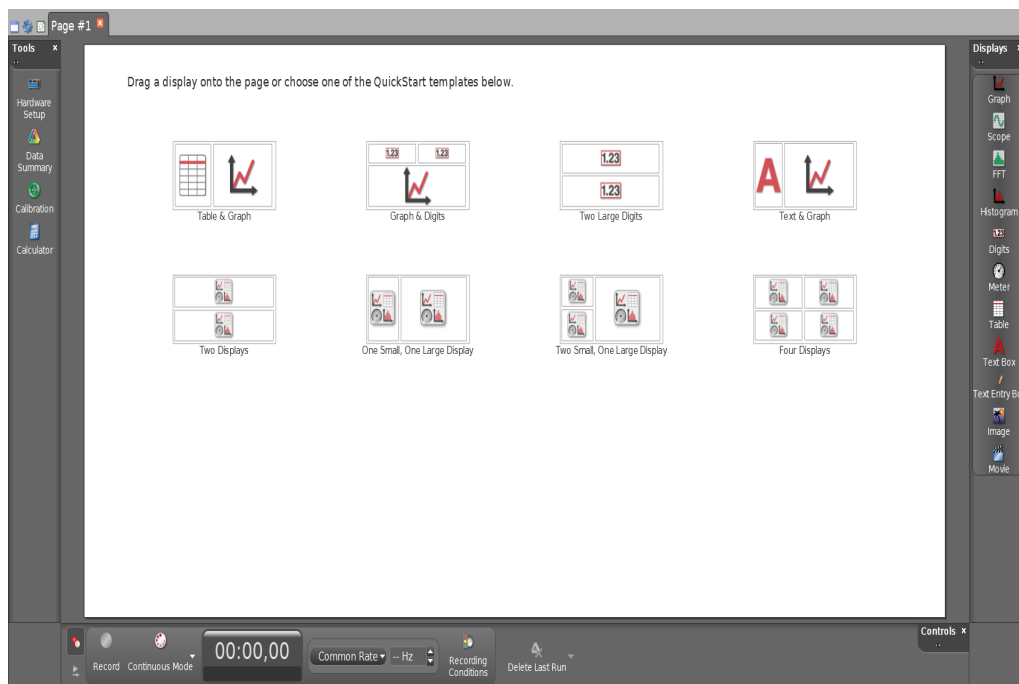 Page #1
Tools x
Displays
Hardware
Setup
Data
Summary
Calibration
Calculator
Drag a display onto the page or choose one of the QuickStart templates below.
1.23 1.23
1.23
1.23
A
Table & Graph
Graph & Digits
Two Large Digits
Text & Graph
Two Displays
One Small, One Large Display
Two Small, One Large Display
Four Displays
Graph
Scope
FFT
Histogram
1.23
Digits
Meter
Table
A
Text Box
Text Entry Bo
Image
Movie
Controls x
Record
Continuous Mode
00:00,00
Common Rate
-- Hz
Recording
Conditions
Delete Last Run